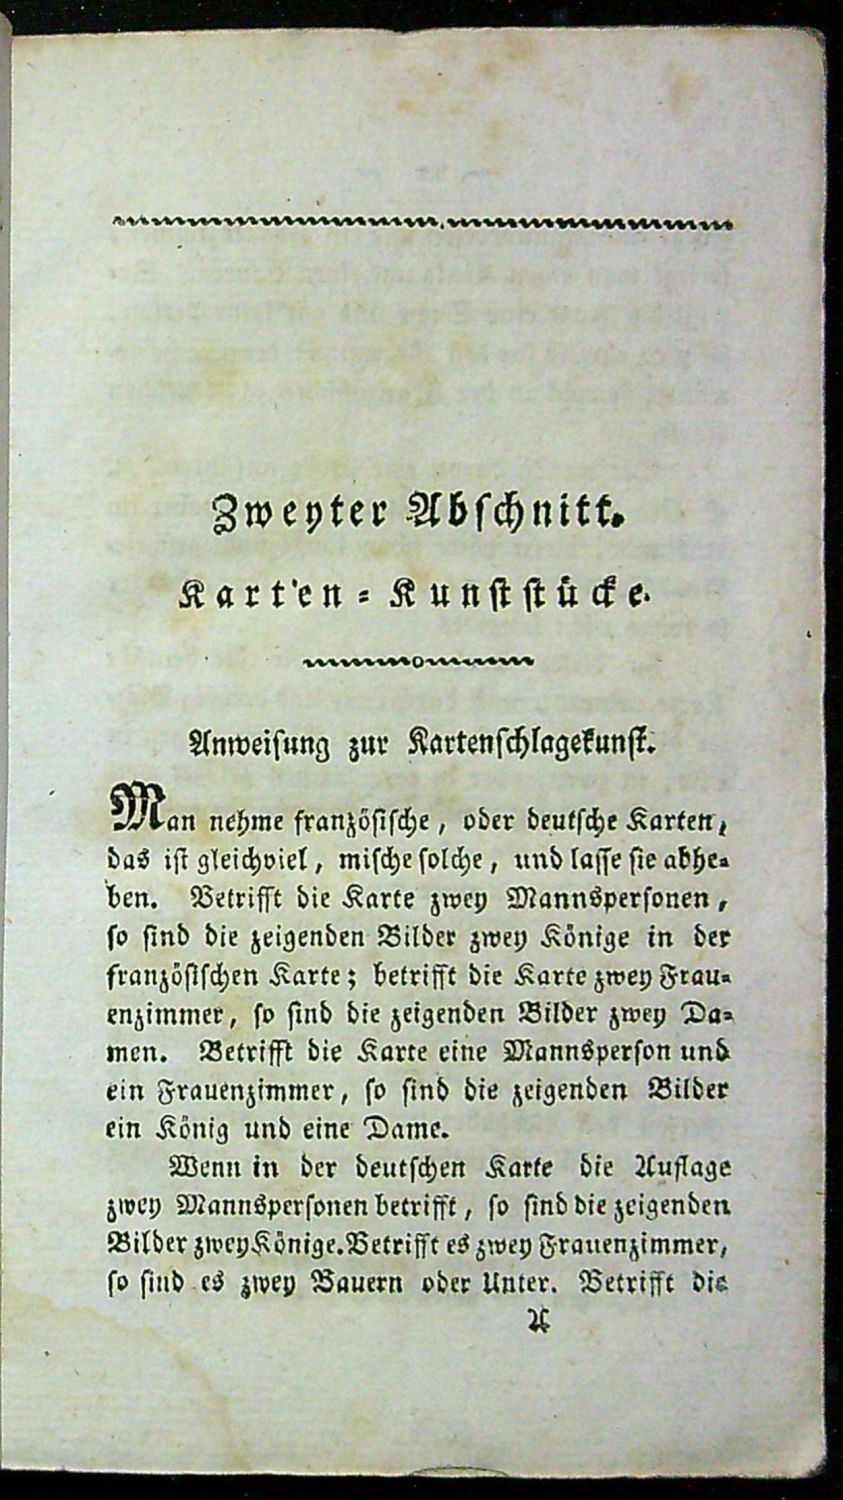 Zweyter Abschnitt.
Karten-Kunststücke.
Anweisung zur Kartenschlagekunst.
Man nehme französische, oder deutsche Karten,
das ist gleichviel, mische solche, und lasse sie abhe-
ben. Betrifft die Karte zwey Mannspersonen,
so sind die zeigenden Bilder zwey Könige in der
französischen Karte; betrifft die Karte zwey Frau-
enzimmer, so sind die zeigenden Bilder zwey Da-
men. Betrifft die Karte eine Mannsperson und
ein Frauenzimmer, so sind die zeigenden Bilder
ein König und eine Dame.
Wenn in der deutschen Karte die Auflage
zwey Mannspersonen betrifft, so sind die zeigenden
Bilder zwey Könige. Betrifft es zwey Frauenzimmer,
so sind es zwey Bauern oder Unter. Betrifft die
A